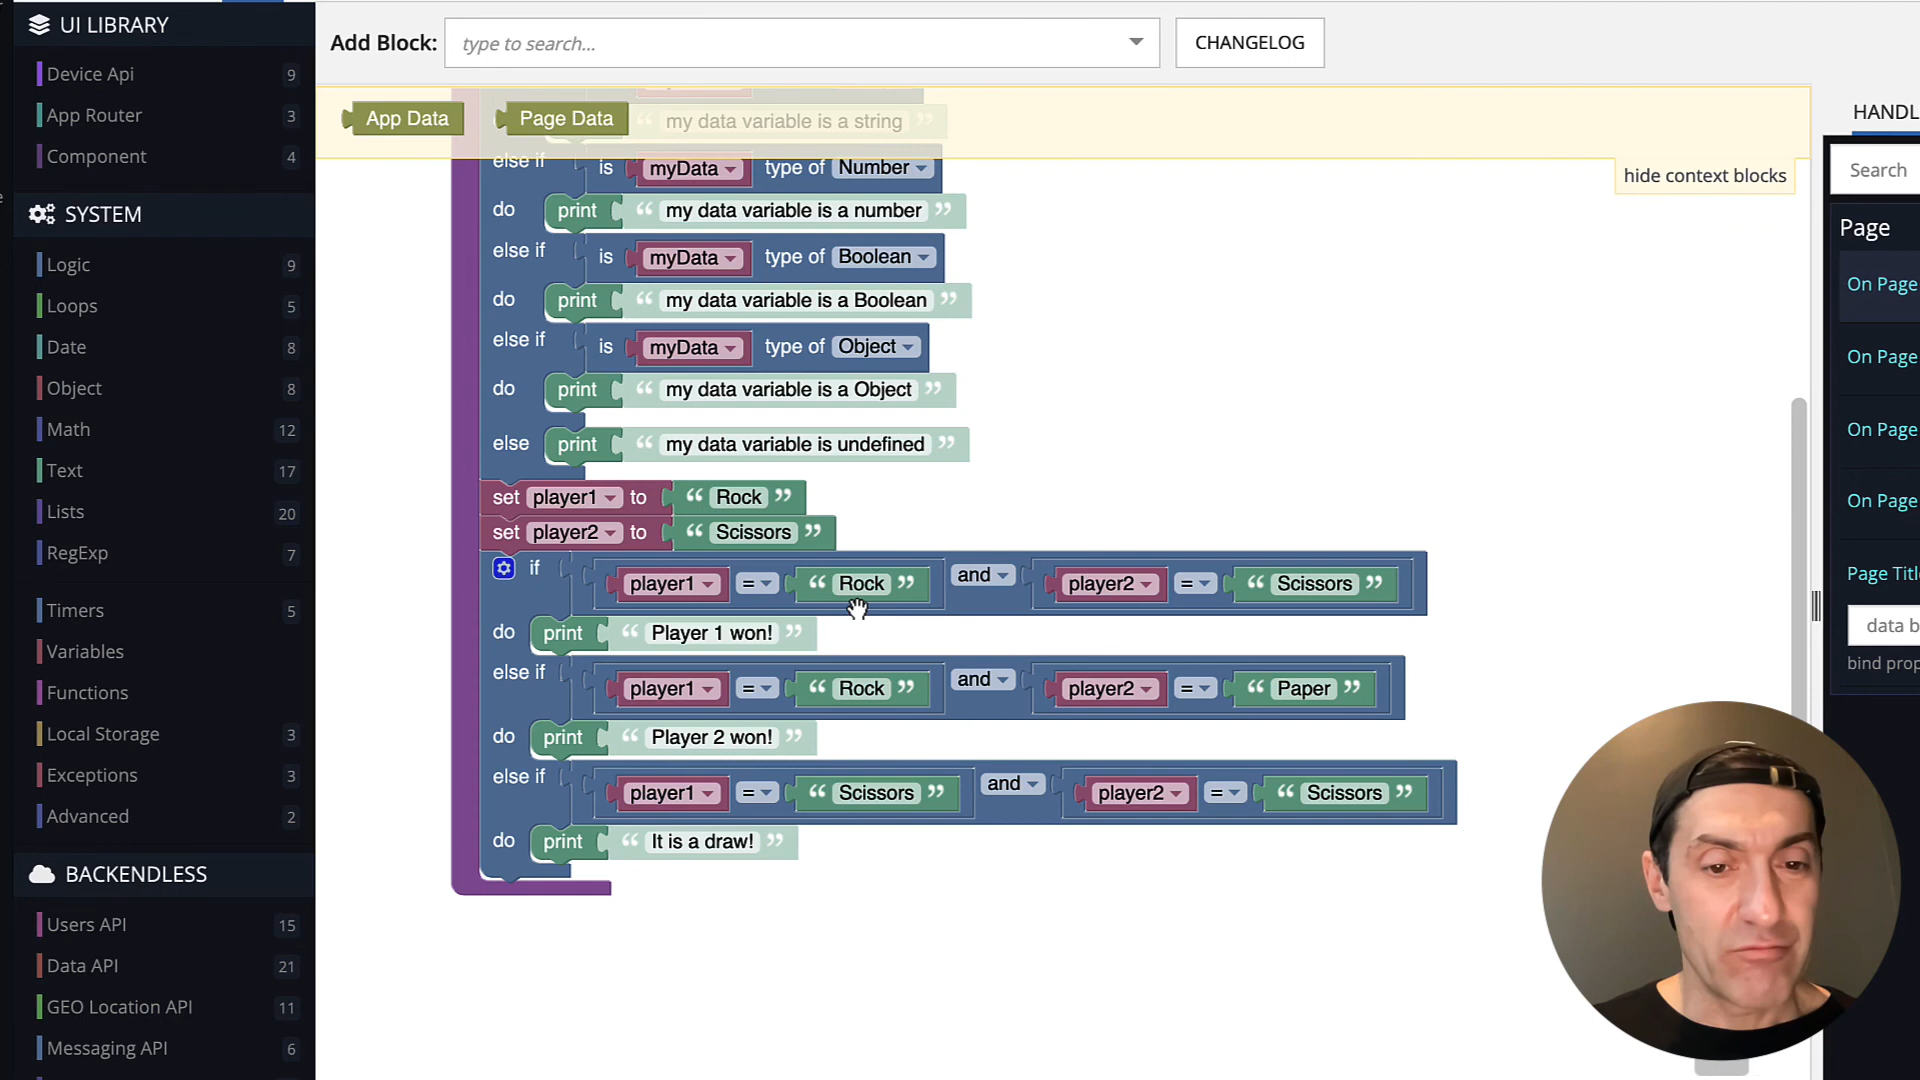 UI LIBRARY
Device Api 9
App Router 3
Component 4
SYSTEM
Logic 9
Loops 5
Date 8
Object 8
Math 12
Text 17
Lists 20
RegExp 7
Timers 5
Variables
Functions
Local Storage 3
Exceptions 3
Advanced 2
BACKENDLESS
Users API 15
Data API 21
GEO Location API 11
Messaging API 6
Add Block: type to search... CHANGELOG
App Data Page Data “ my data variable is a string ”
hide context blocks
else if is myData type of Number
do print “ my data variable is a number ”
else if is myData type of Boolean
do print “ my data variable is a Boolean ”
else if is myData type of Object
do print “ my data variable is a Object ”
else print “ my data variable is undefined ”
set player1 to “ Rock ”
set player2 to “ Scissors ”
if player1 = “ Rock ” and player2 = “ Scissors ”
do print “ Player 1 won! ”
else if player1 = “ Rock ” and player2 = “ Paper ”
do print “ Player 2 won! ”
else if player1 = “ Scissors ” and player2 = “ Scissors ”
do print “ It is a draw! ”
HANDL
Search
Page
On Page
On Page
On Page
On Page
Page Titl
data b
bind prop